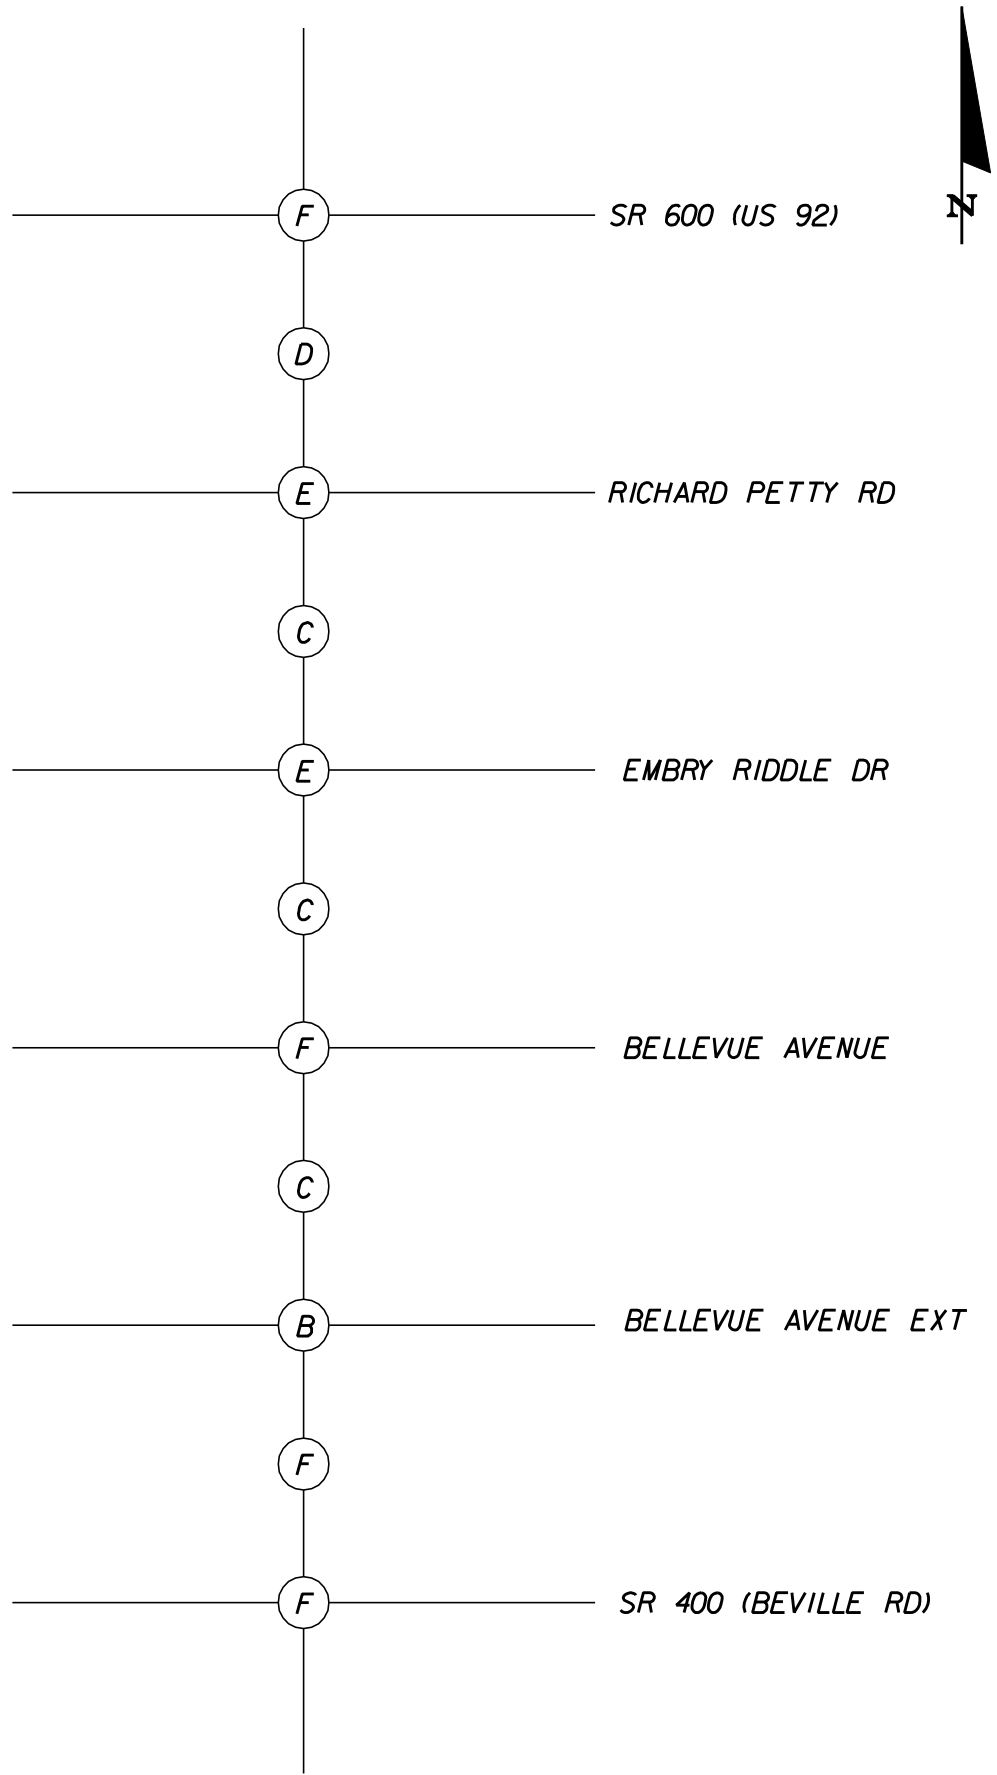 F SR 600 (US 92) N
D
E RICHARD PETTY RD
C
E EMBRY RIDDLE DR
C
F BELLEVUE AVENUE
C
B BELLEVUE AVENUE EXT
F
F SR 400 (BEVILLE RD)